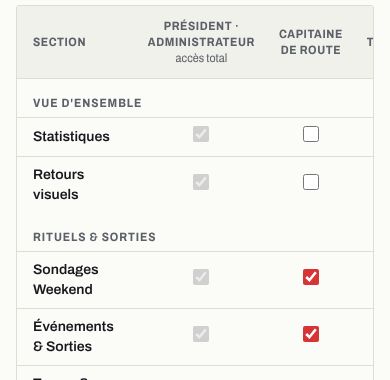 SECTION
PRÉSIDENT ·
ADMINISTRATEUR
accès total
CAPITAINE
DE ROUTE
VUE D'ENSEMBLE
Statistiques
Retours
visuels
RITUELS & SORTIES
Sondages
Weekend
Événements
& Sorties